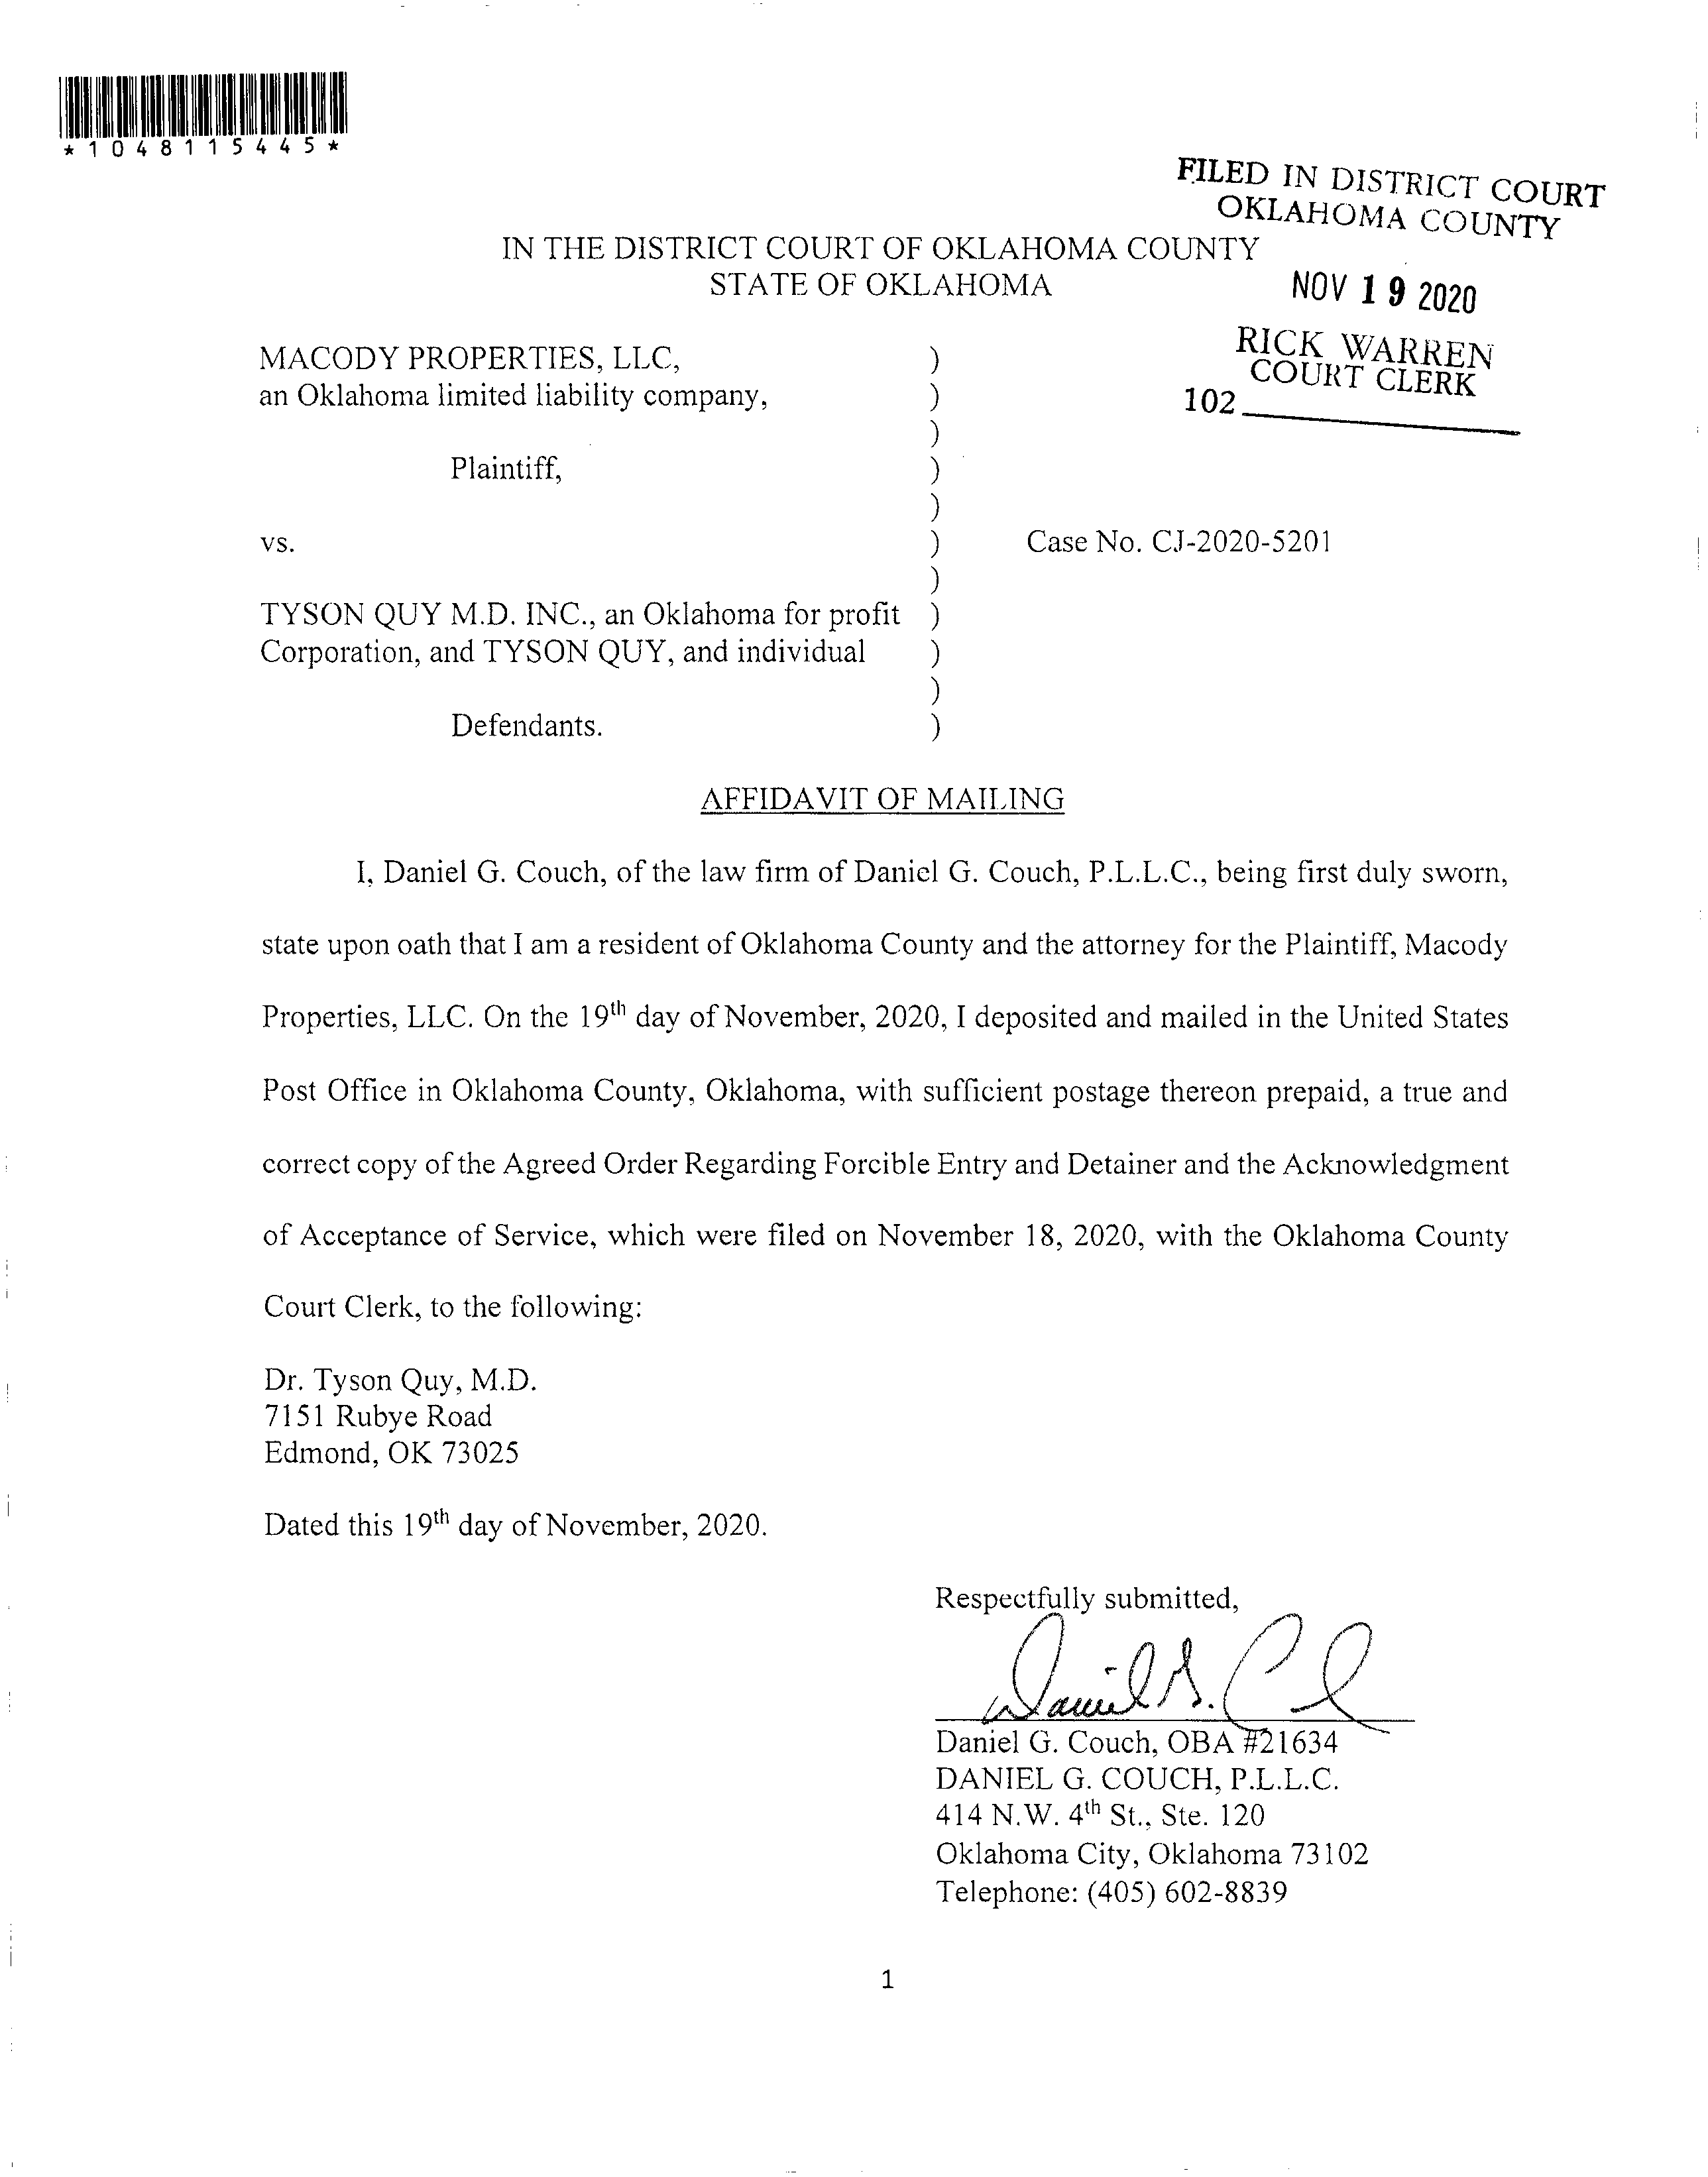 *1048115445*
FILED IN DISTRICT COURT
OKLAHOMA COUNTY
NOV 19 2020
RICK WARREN
COURT CLERK
102
IN THE DISTRICT COURT OF OKLAHOMA COUNTY
STATE OF OKLAHOMA
MACODY PROPERTIES, LLC, )
an Oklahoma limited liability company, )
)
Plaintiff, )
)
vs. ) Case No. CJ-2020-5201
)
TYSON QUY M.D. INC., an Oklahoma for profit )
Corporation, and TYSON QUY, and individual )
)
Defendants. )
AFFIDAVIT OF MAILING
I, Daniel G. Couch, of the law firm of Daniel G. Couch, P.L.L.C., being first duly sworn,
state upon oath that I am a resident of Oklahoma County and the attorney for the Plaintiff, Macody
Properties, LLC. On the 19th day of November, 2020, I deposited and mailed in the United States
Post Office in Oklahoma County, Oklahoma, with sufficient postage thereon prepaid, a true and
correct copy of the Agreed Order Regarding Forcible Entry and Detainer and the Acknowledgment
of Acceptance of Service, which were filed on November 18, 2020, with the Oklahoma County
Court Clerk, to the following:
Dr. Tyson Quy, M.D.
7151 Rubye Road
Edmond, OK 73025
Dated this 19th day of November, 2020.
Respectfully submitted,
Daniel G. C
Daniel G. Couch, OBA #21634
DANIEL G. COUCH, P.L.L.C.
414 N.W. 4th St., Ste. 120
Oklahoma City, Oklahoma 73102
Telephone: (405) 602-8839
1